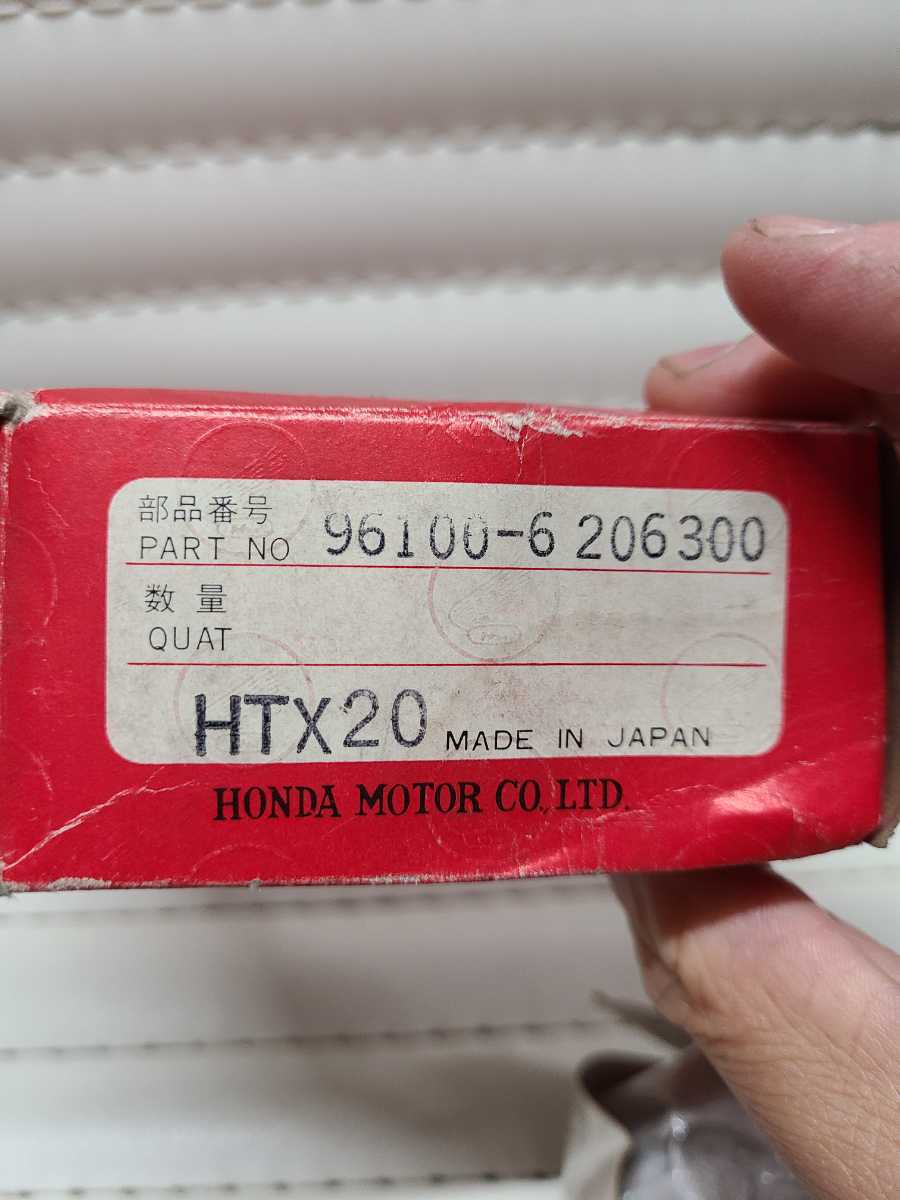 部品番号
PART NO 96100-6 206300
数量
QUAT
HTX20 MADE IN JAPAN
HONDA MOTOR CO., LTD.